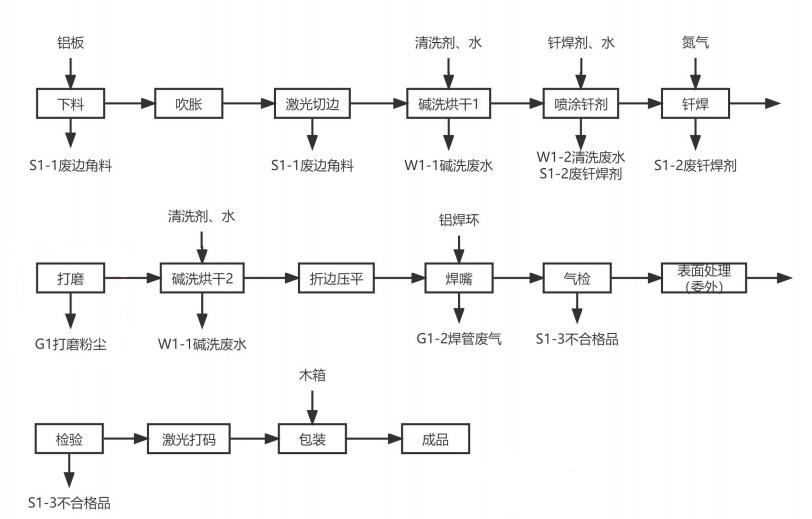 铝板
清洗剂、水
钎焊剂、水
氮气
下料
吹胀
激光切边
碱洗烘干1
喷涂钎剂
钎焊
S1-1废边角料
S1-1废边角料
W1-1碱洗废水
W1-2清洗废水
S1-2废钎焊剂
S1-2废钎焊剂
清洗剂、水
铝焊环
打磨
碱洗烘干2
折边压平
焊嘴
气检
表面处理
（委外）
G1打磨粉尘
W1-1碱洗废水
G1-2焊管废气
S1-3不合格品
木箱
检验
激光打码
包装
成品
S1-3不合格品